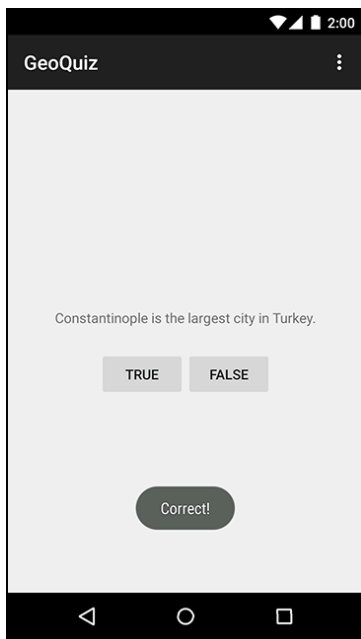 2:00
GeoQuiz
Constantinople is the largest city in Turkey.
TRUE FALSE
Correct!